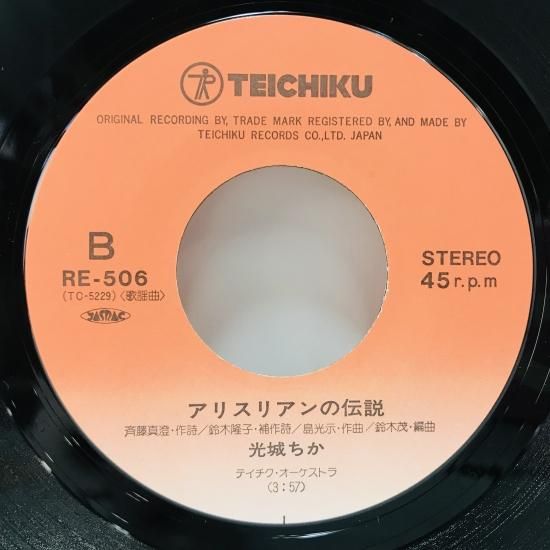 TEICHIKU
ORIGINAL RECORDING BY, TRADE MARK REGISTERED BY, AND MADE BY
TEICHIKU RECORDS CO., LTD. JAPAN
B
RE-506
(TC-5229)〈歌謡曲〉
JASRAC
STEREO
45 r.p.m
アリスリアンの伝説
斉藤真澄・作詩/鈴木隆子・補作詩/島光示・作曲/鈴木茂・編曲
光城ちか
テイチク・オーケストラ
(3:57)